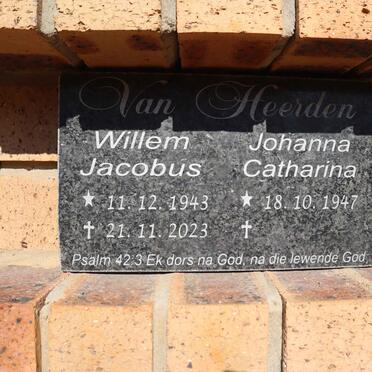 Van Heerden
Willem Johanna
Jacobus Catharina
★ 11. 12. 1943 ★ 18. 10. 1947
✝ 21. 11. 2023 ✝
Psalm 42:3 Ek dors na God, na die lewende God,